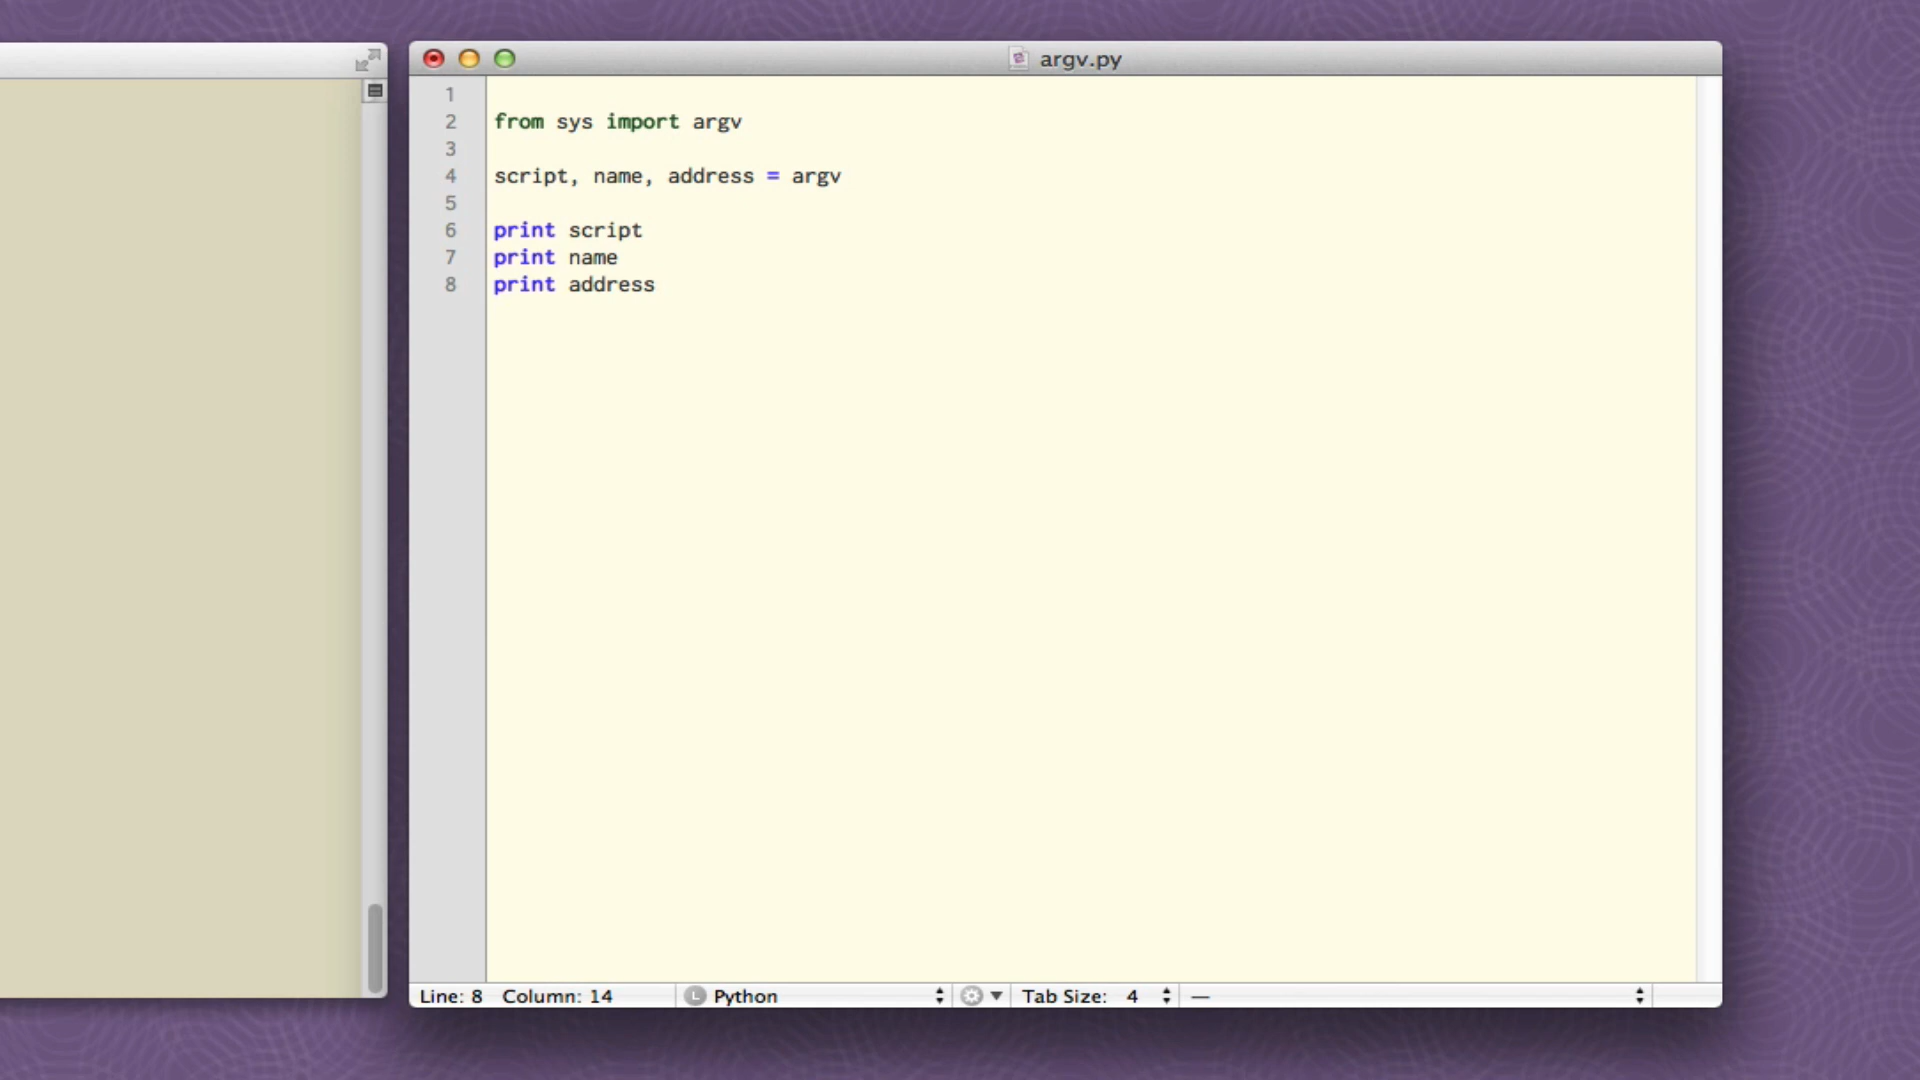 argv.py
1
2 from sys import argv
3
4 script, name, address = argv
5
6 print script
7 print name
8 print address
Line: 8 Column: 14 L Python Tab Size: 4 —